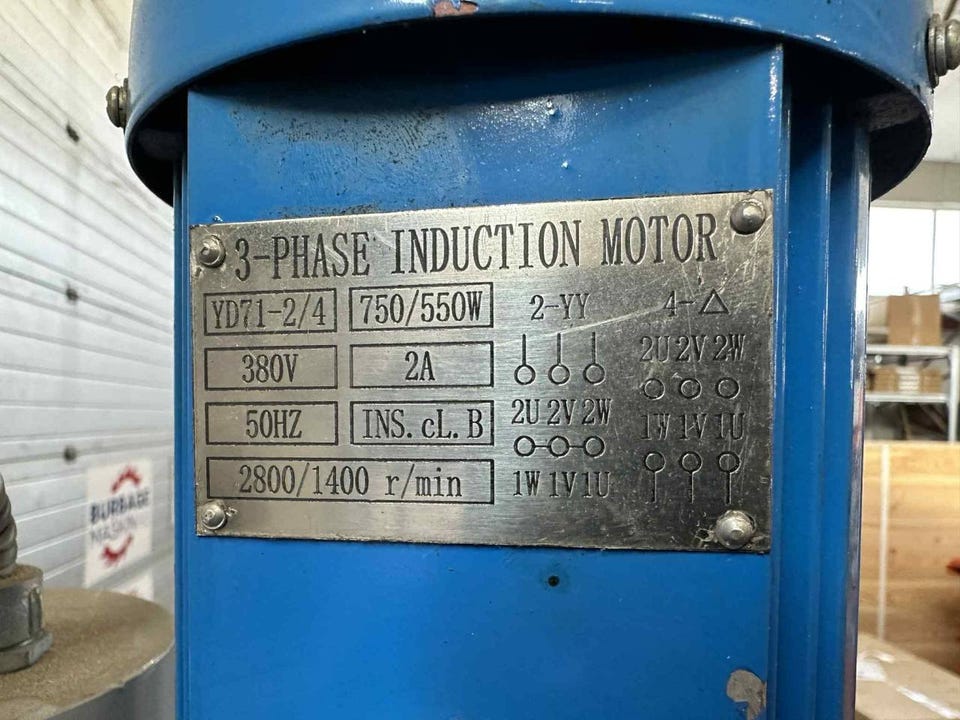 3-PHASE INDUCTION MOTOR
YD71-2/4 750/550W 2-YY 4-△
380V 2A 2U 2V 2W
50HZ INS. cL. B 2U 2V 2W 1W 1V 1U
2800/1400 r/min 1W 1V 1U
BURBAGE